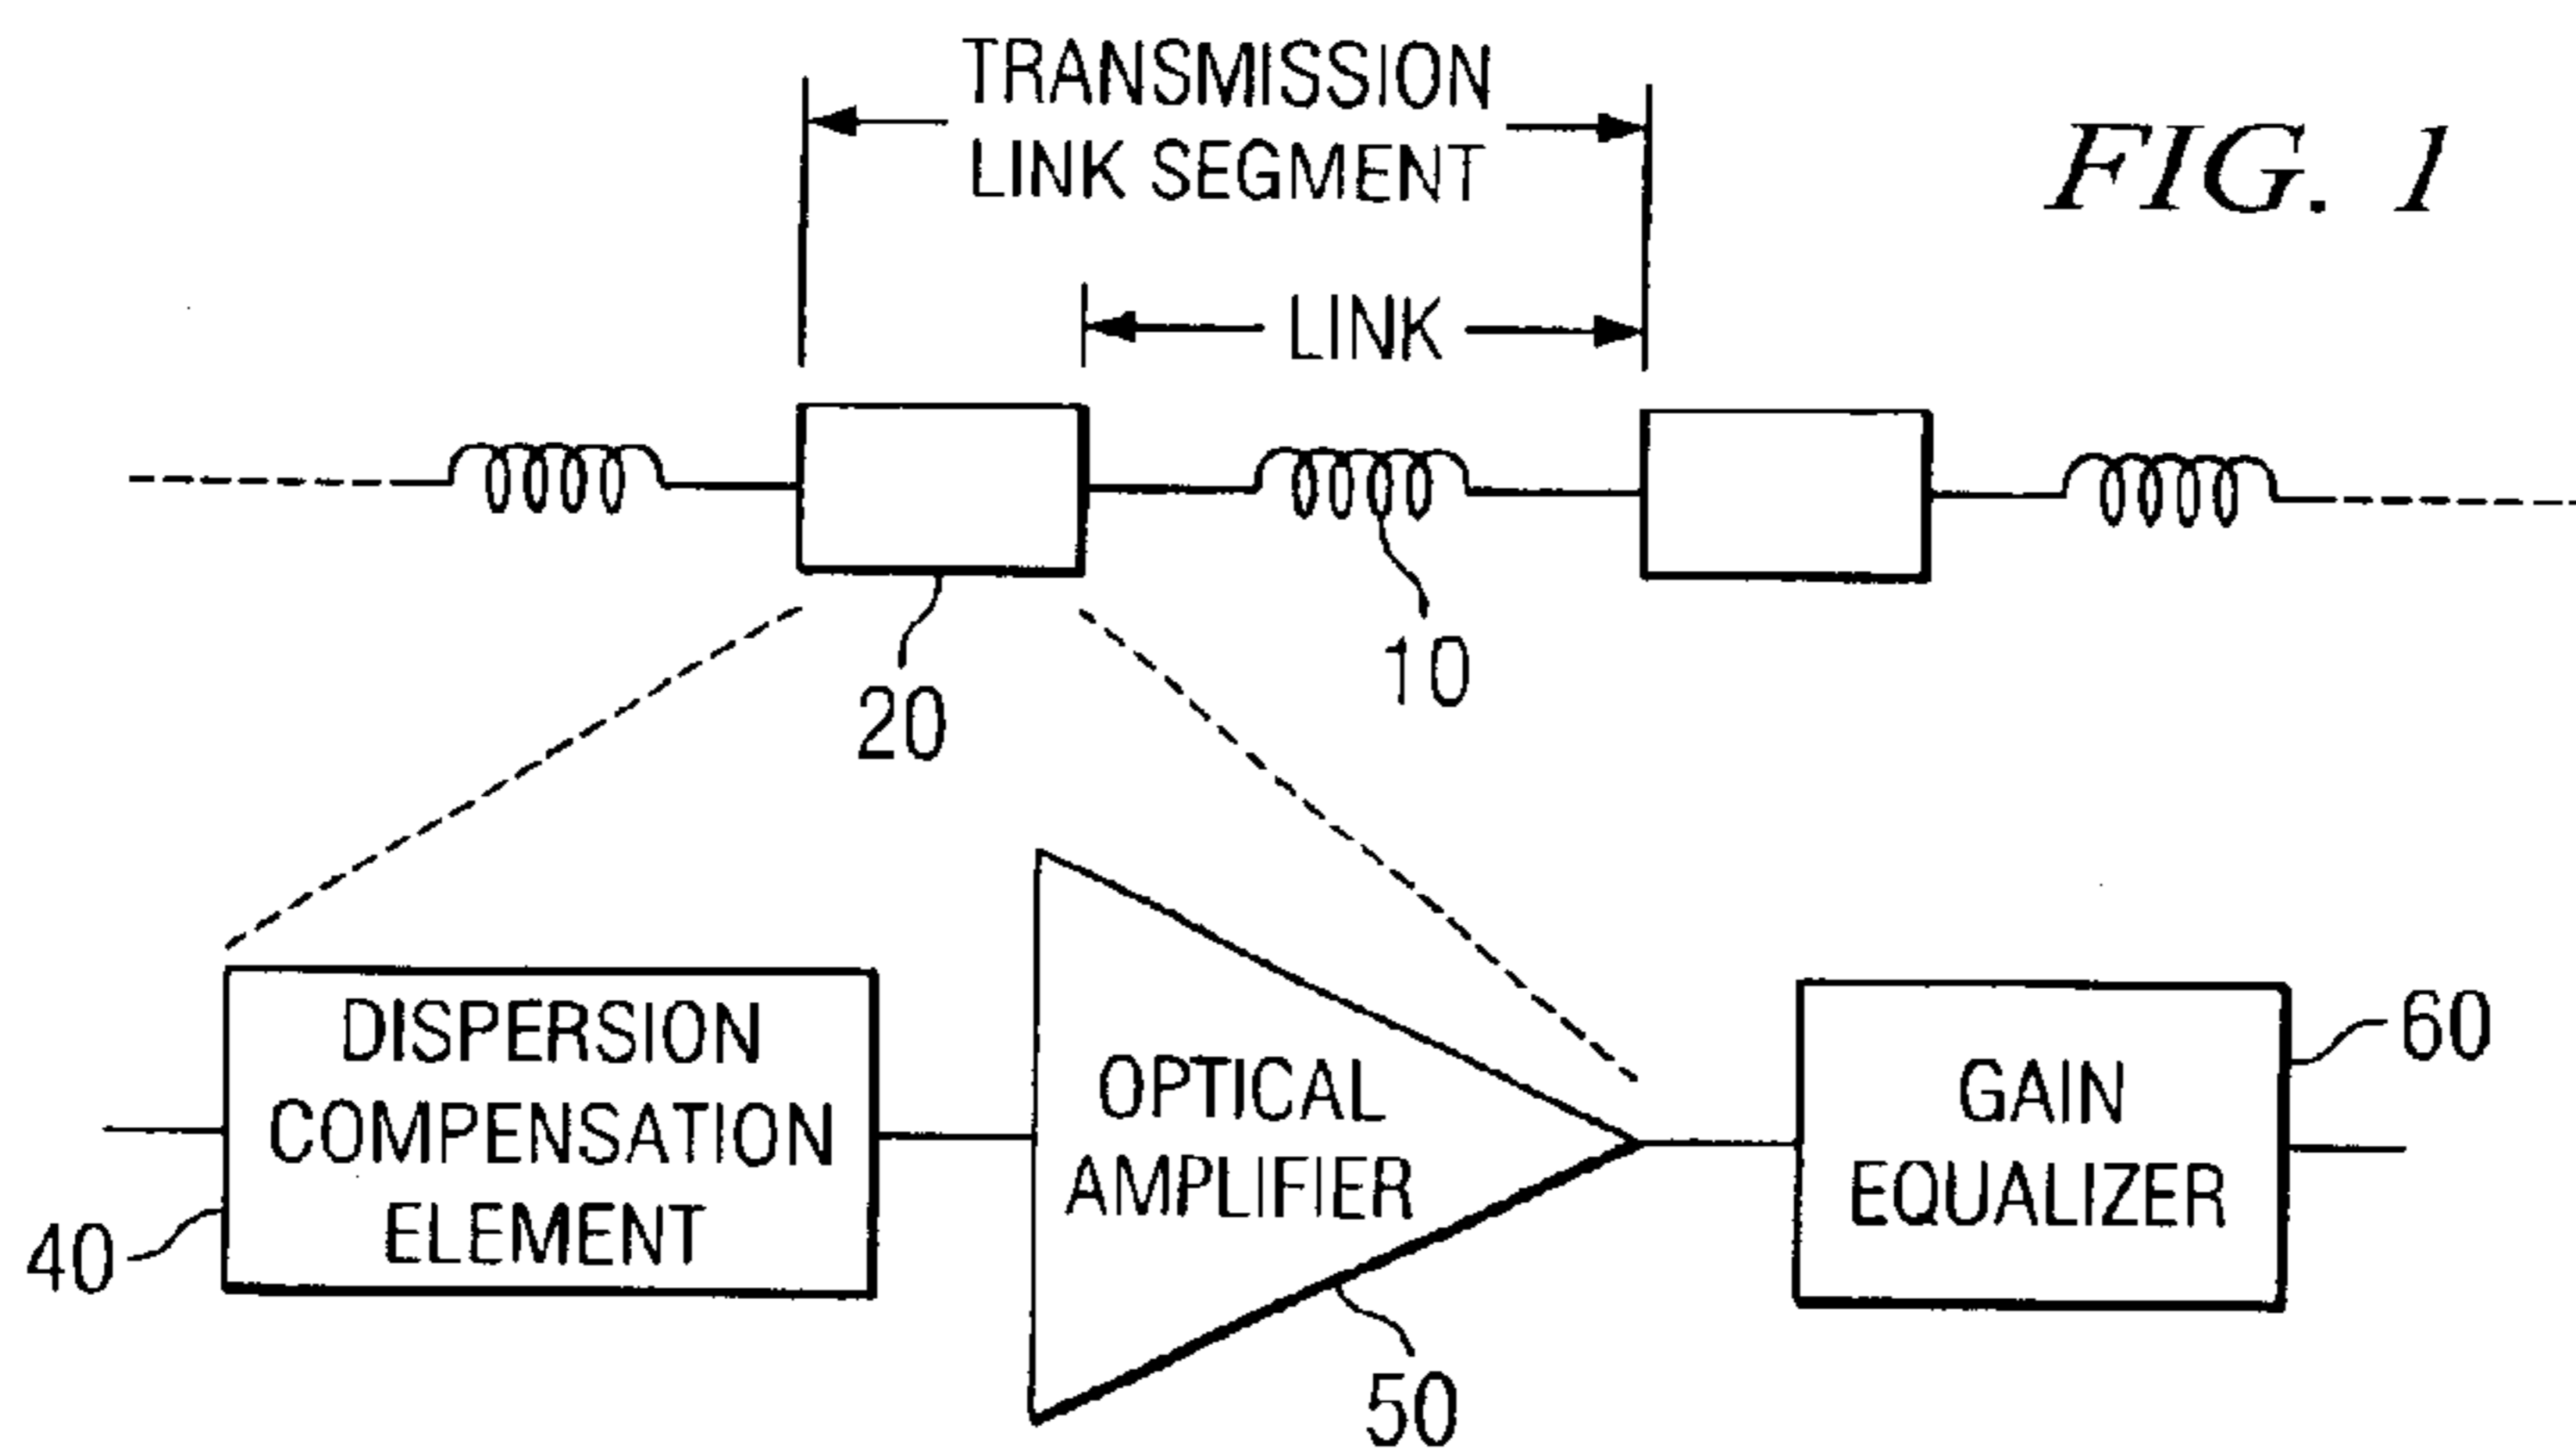 TRANSMISSION
LINK SEGMENT
FIG. 1
LINK
10
20
DISPERSION
COMPENSATION
ELEMENT
40
OPTICAL
AMPLIFIER
50
GAIN
EQUALIZER
60